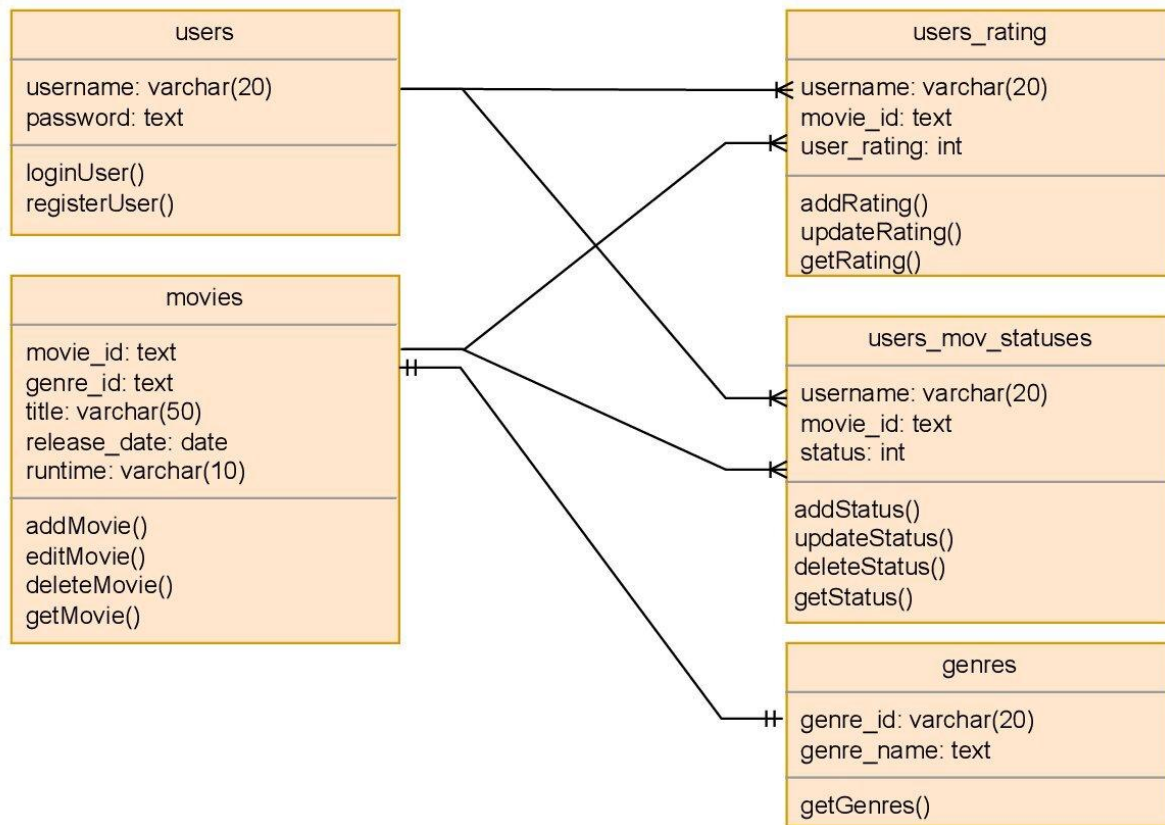 users
username: varchar(20)
password: text
loginUser()
registerUser()
movies
movie_id: text
genre_id: text
title: varchar(50)
release_date: date
runtime: varchar(10)
addMovie()
editMovie()
deleteMovie()
getMovie()
users_rating
username: varchar(20)
movie_id: text
user_rating: int
addRating()
updateRating()
getRating()
users_mov_statuses
username: varchar(20)
movie_id: text
status: int
addStatus()
updateStatus()
deleteStatus()
getStatus()
genres
genre_id: varchar(20)
genre_name: text
getGenres()